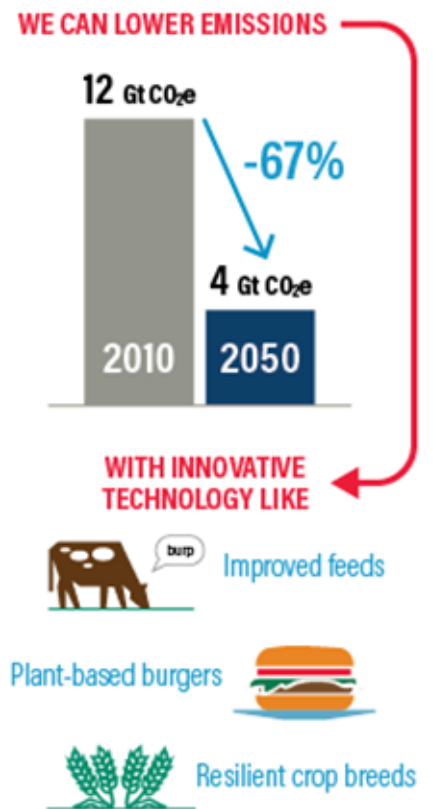 WE CAN LOWER EMISSIONS
12 Gt CO₂e
-67%
4 Gt CO₂e
2010 2050
WITH INNOVATIVE
TECHNOLOGY LIKE
burp
Improved feeds
Plant-based burgers
Resilient crop breeds